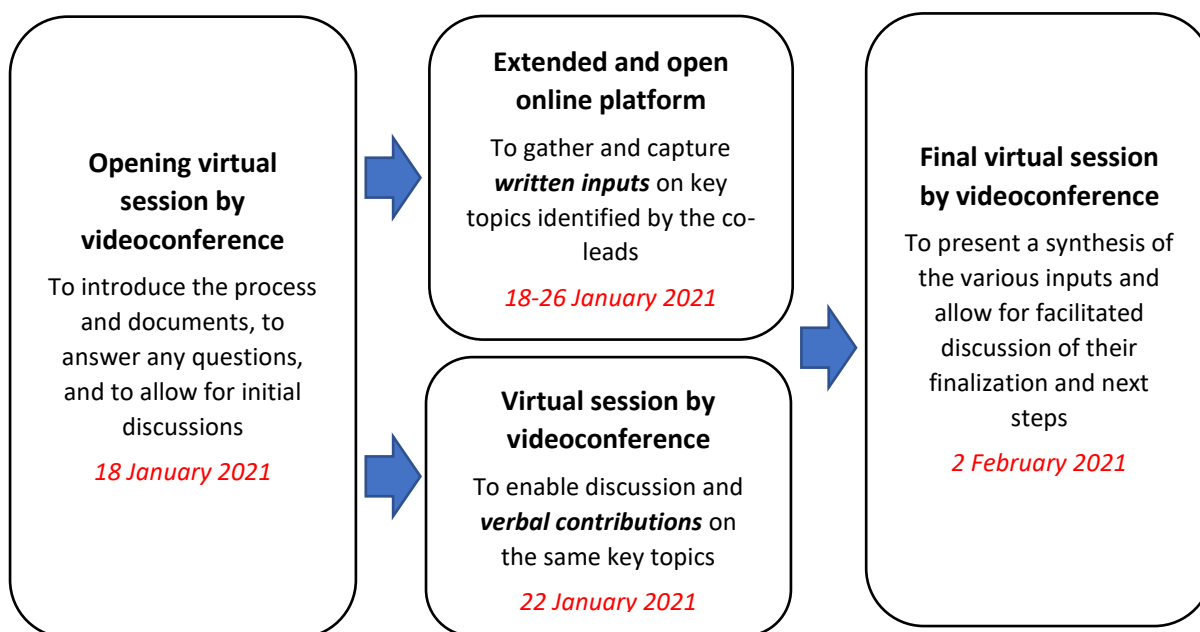 Opening virtual
session by
videoconference
To introduce the process
and documents, to
answer any questions,
and to allow for initial
discussions
18 January 2021
Extended and open
online platform
To gather and capture
written inputs on key
topics identified by the co-
leads
18-26 January 2021
Virtual session by
videoconference
To enable discussion and
verbal contributions on
the same key topics
22 January 2021
Final virtual session
by videoconference
To present a synthesis of
the various inputs and
allow for facilitated
discussion of their
finalization and next
steps
2 February 2021